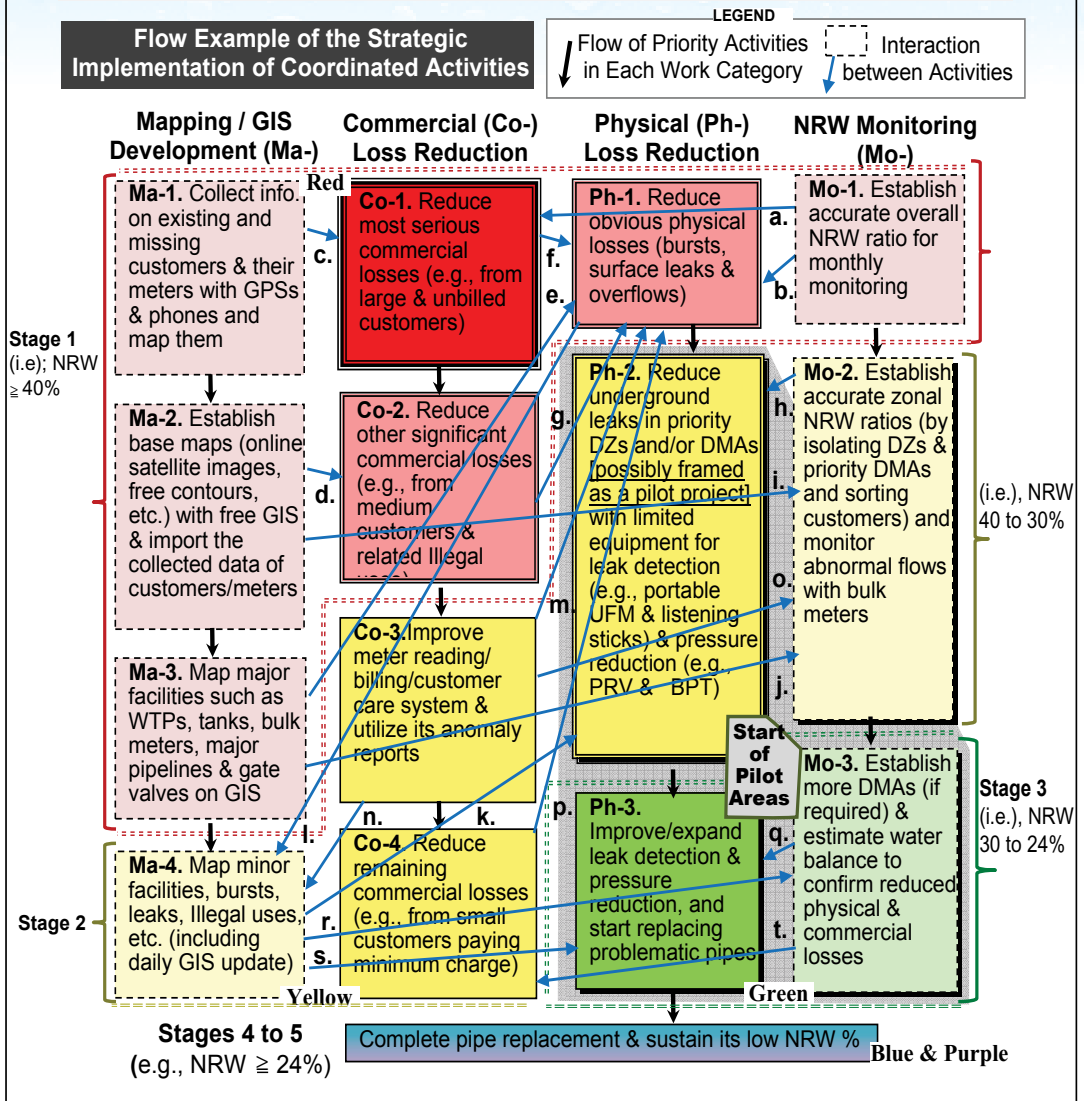 Flow Example of the Strategic
Implementation of Coordinated Activities
LEGEND
Flow of Priority Activities
in Each Work Category
Interaction
between Activities
Mapping / GIS
Development (Ma-)
Commercial (Co-)
Loss Reduction
Physical (Ph-)
Loss Reduction
NRW Monitoring
(Mo-)
Red
Stage 1
(i.e); NRW
≧ 40%
Ma-1. Collect info.
on existing and
missing
customers & their
meters with GPSs
& phones and
map them
c.
Co-1. Reduce
most serious
commercial
losses (e.g., from
large & unbilled
customers)
f.
e.
Ph-1. Reduce
obvious physical
losses (bursts,
surface leaks &
overflows)
a.
b.
Mo-1. Establish
accurate overall
NRW ratio for
monthly
monitoring
Ma-2. Establish
base maps (online
satellite images,
free contours,
etc.) with free GIS
& import the
collected data of
customers/meters
d.
Co-2. Reduce
other significant
commercial losses
(e.g., from
medium
customers &
related Illegal
uses)
g.
m.
Ph-2. Reduce
underground
leaks in priority
DZs and/or DMAs
[possibly framed
as a pilot project]
with limited
equipment for
leak detection
(e.g., portable
UFM & listening
sticks) & pressure
reduction (e.g.,
PRV & BPT)
h.
i.
o.
j.
Mo-2. Establish
accurate zonal
NRW ratios (by
isolating DZs &
priority DMAs
and sorting
customers) and
monitor
abnormal flows
with bulk
meters
(i.e.), NRW
40 to 30%
Ma-3. Map major
facilities such as
WTPs, tanks, bulk
meters, major
pipelines & gate
valves on GIS
Co-3.Improve
meter reading/
billing/customer
care system &
utilize its anomaly
reports
Start
of
Pilot
Areas
l.
n.
k.
Stage 2
Ma-4. Map minor
facilities, bursts,
leaks, Illegal uses,
etc. (including
daily GIS update)
r.
s.
Co-4. Reduce
remaining
commercial losses
(e.g., from small
customers paying
minimum charge)
p.
Ph-3.
Improve/expand
leak detection &
pressure
reduction, and
start replacing
problematic pipes
q.
t.
Mo-3. Establish
more DMAs (if
required) &
estimate water
balance to
confirm reduced
physical &
commercial
losses
Stage 3
(i.e.), NRW
30 to 24%
Yellow
Green
Stages 4 to 5
(e.g., NRW ≧ 24%)
Complete pipe replacement & sustain its low NRW %
Blue & Purple